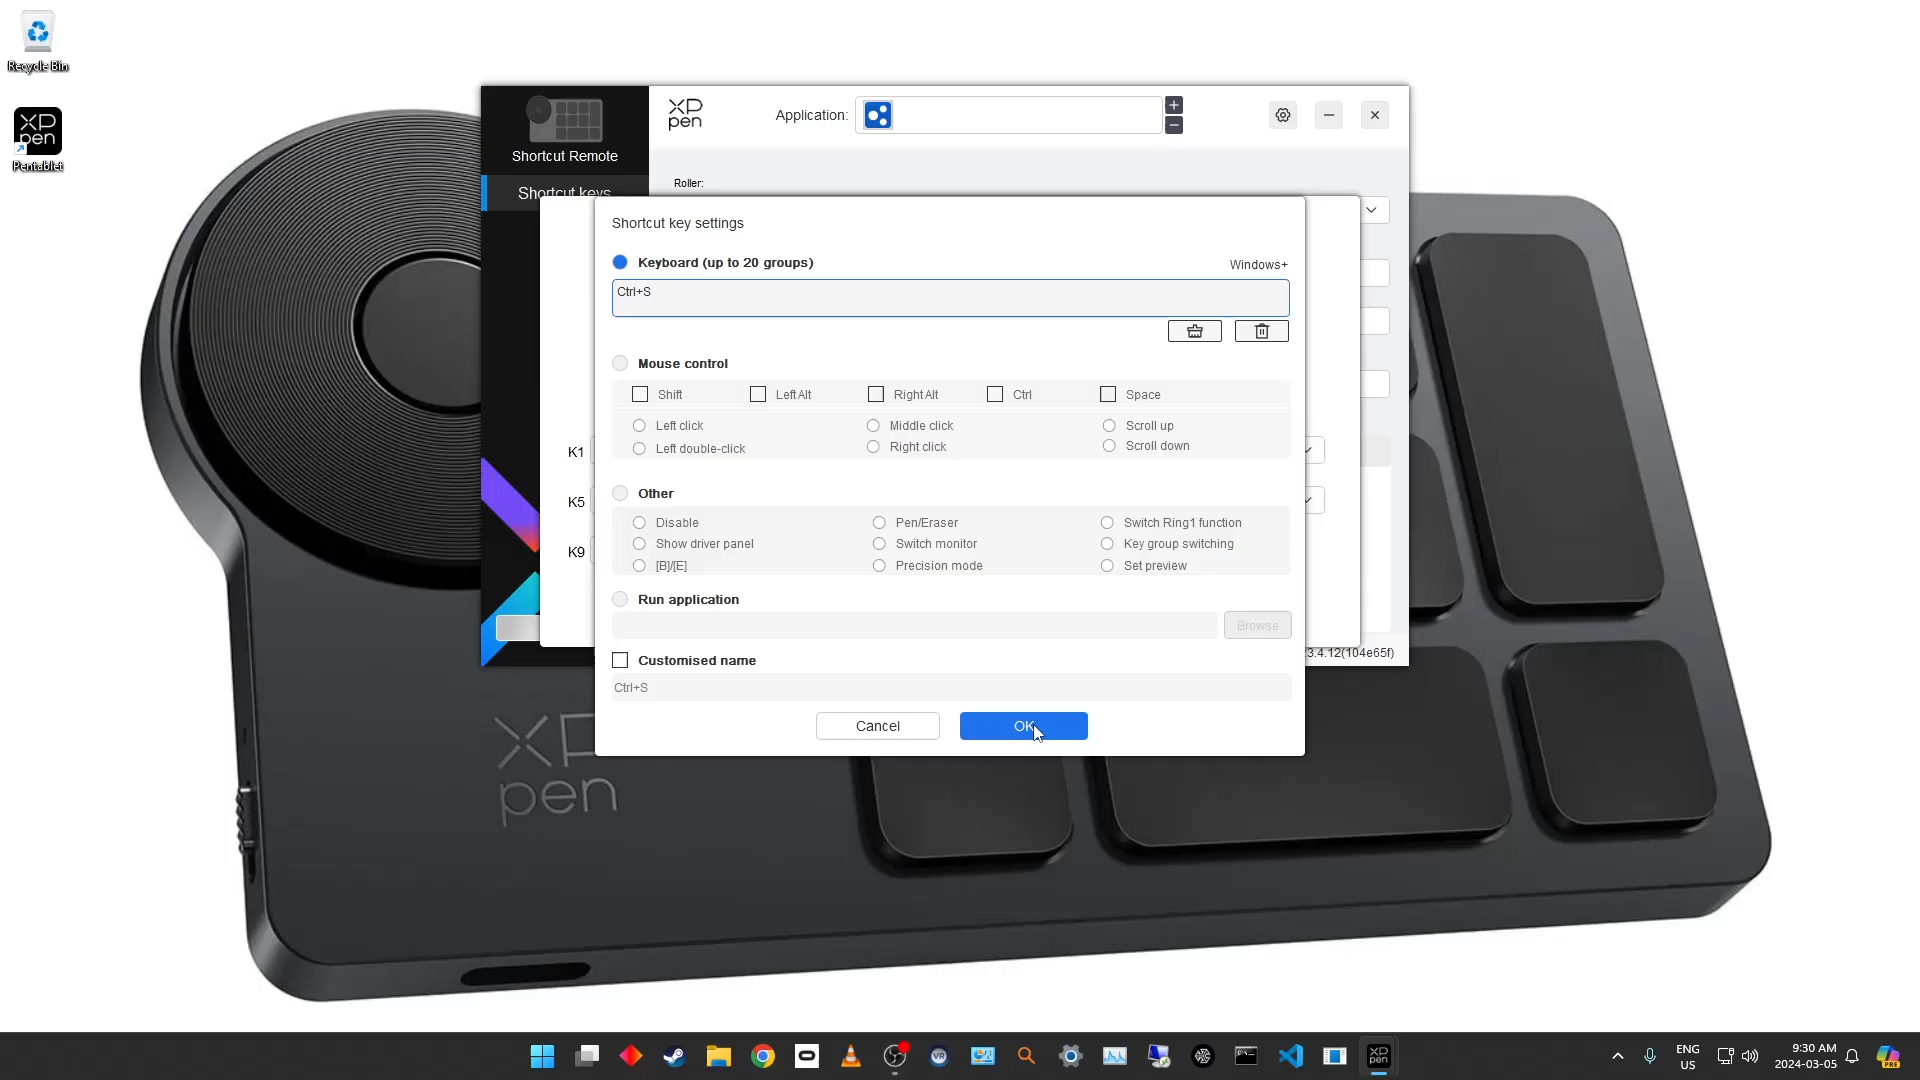 Recycle Bin
XP
pen
Pentablet
Shortcut Remote
XP
pen
Application:
Shortcut keys
Roller:
Shortcut key settings
Keyboard (up to 20 groups)
Windows+
Ctrl+S
Mouse control
Shift
Left Alt
Right Alt
Ctrl
Space
Left click
Middle click
Scroll up
Left double-click
Right click
Scroll down
K1
K5
K9
Other
Disable
Pen/Eraser
Switch Ring1 function
Show driver panel
Switch monitor
Key group switching
[B]/[E]
Precision mode
Set preview
Run application
Browse
3.4.12(104e65f)
Customised name
Ctrl+S
Cancel
OK
XP
pen
VR
XP
pen
ENG
US
9:30 AM
2024-03-05
PRE